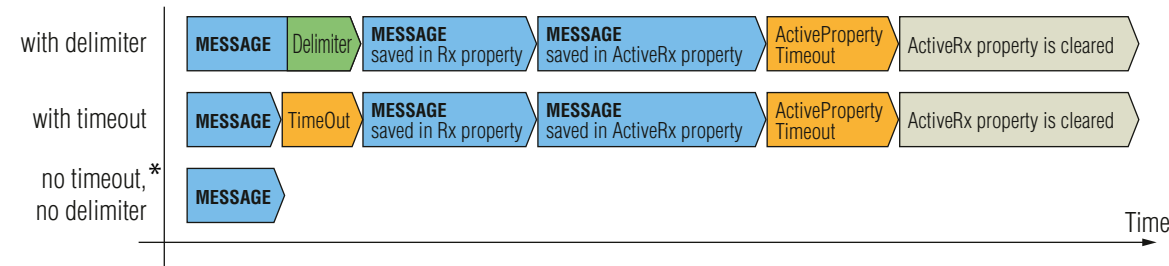 with delimiter
MESSAGE
Delimiter
MESSAGE
saved in Rx property
MESSAGE
saved in ActiveRx property
ActiveProperty
Timeout
ActiveRx property is cleared
with timeout
MESSAGE
TimeOut
MESSAGE
saved in Rx property
MESSAGE
saved in ActiveRx property
ActiveProperty
Timeout
ActiveRx property is cleared
no timeout,*
no delimiter
MESSAGE
Time